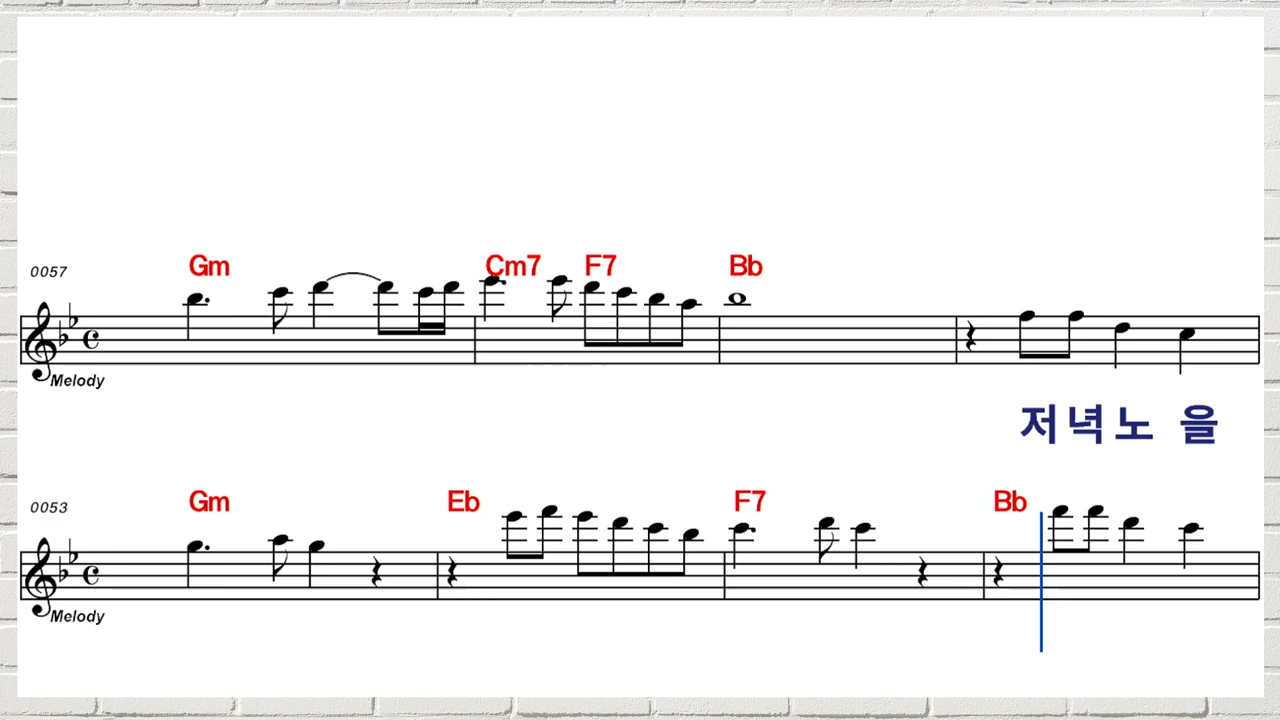 Gm Cm7 F7 Bb
0057
Melody
저녁노 을
Gm Eb F7 Bb
0053
Melody